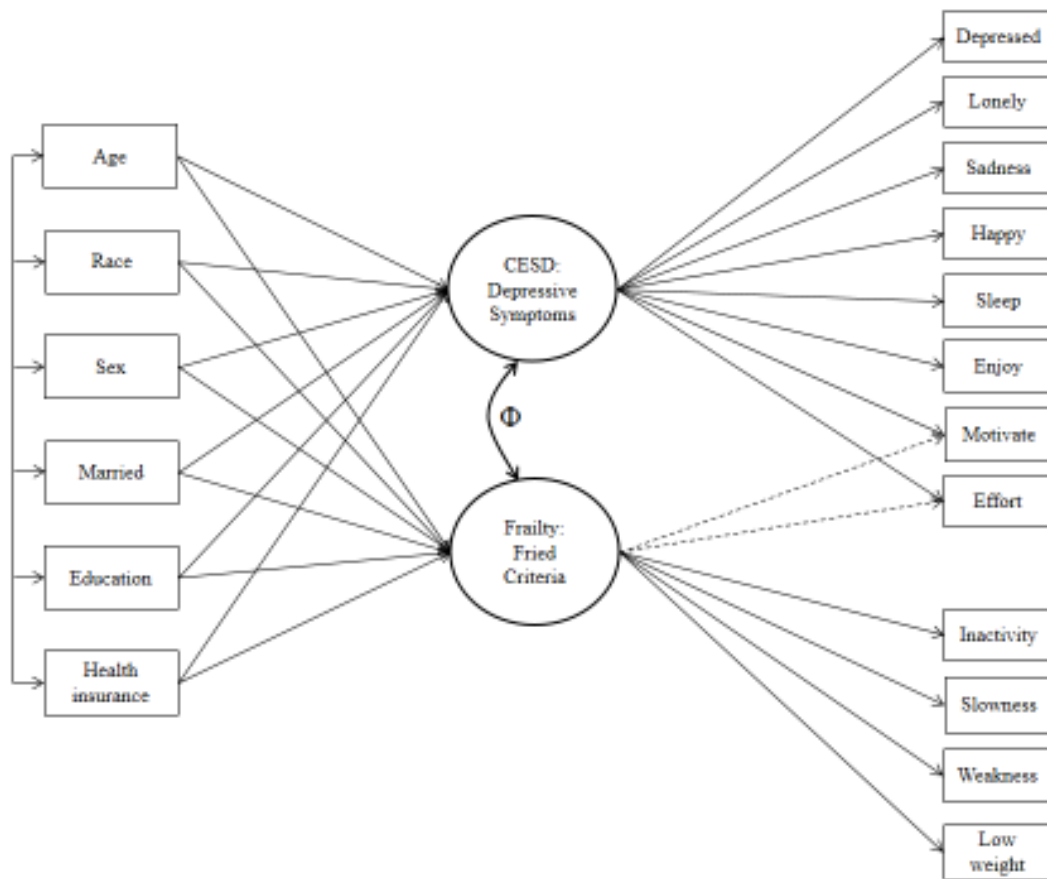 Age
Race
Sex
Married
Education
Health
insurance
CESD:
Depressive
Symptoms
Φ
Frailty:
Fried
Criteria
Depressed
Lonely
Sadness
Happy
Sleep
Enjoy
Motivate
Effort
Inactivity
Slowness
Weakness
Low
weight